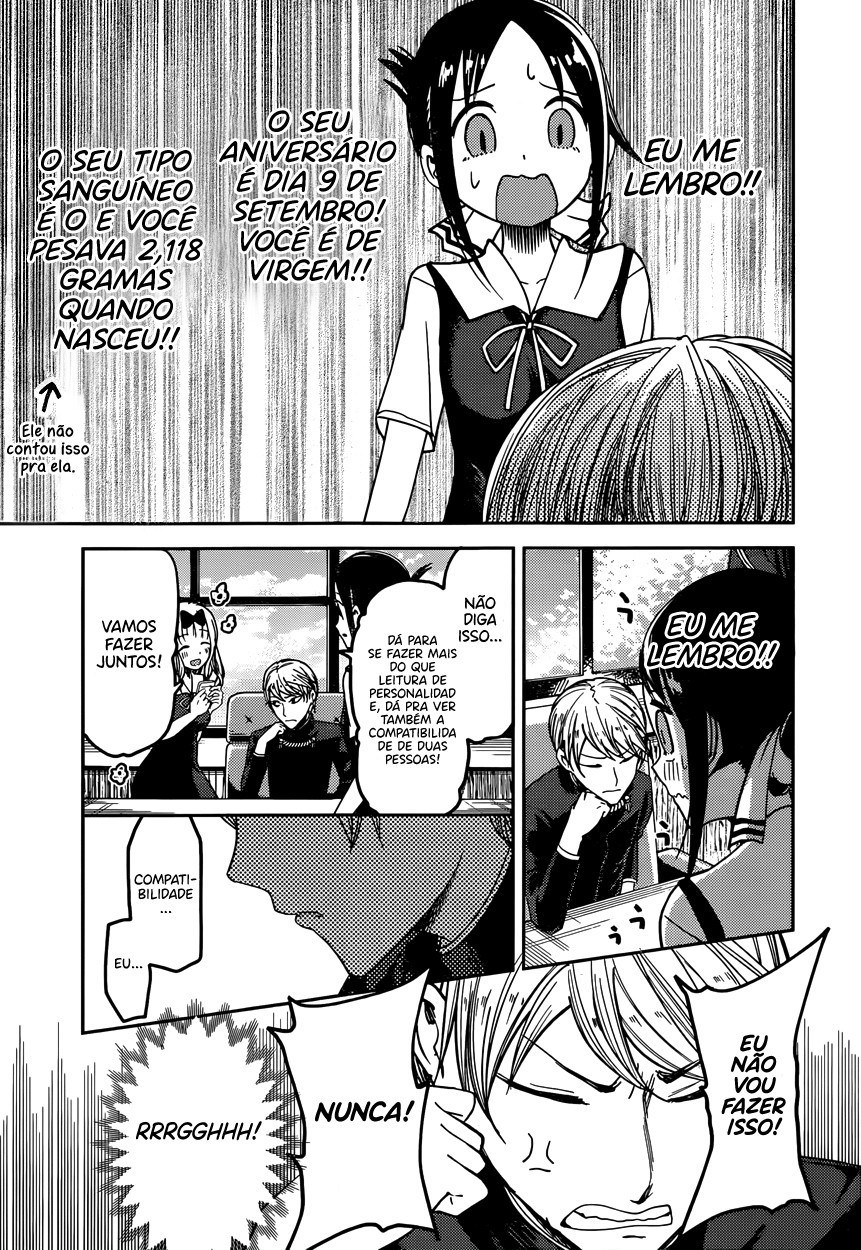 EU ME
LEMBRO!!
O SEU
ANIVERSÁRIO
É DIA 9 DE
SETEMBRO!
VOCÊ É DE
VIRGEM!!
O SEU TIPO
SANGUÍNEO
É O E VOCÊ
PESAVA 2,118
GRAMAS
QUANDO
NASCEU!!
Ele não
contou isso
pra ela.
EU ME
LEMBRO!!
NÃO
DIGA
ISSO...
DÁ PARA
SE FAZER MAIS
DO QUE
LEITURA DE
PERSONALIDAD
E, DÁ PRA VER
TAMBÉM A
COMPATIBILIDA
DE DE DUAS
PESSOAS!
VAMOS
FAZER
JUNTOS!
COMPATI-
BILIDADE
...
EU...
EU
NÃO
VOU
FAZER
ISSO!
NUNCA!
RRRGGHHH!